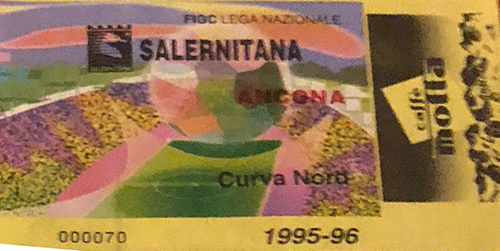 FIGC LEGA NAZIONALE
SALERNITANA
ANCONA
Curva Nord
000070
1995-96
caffè
motta